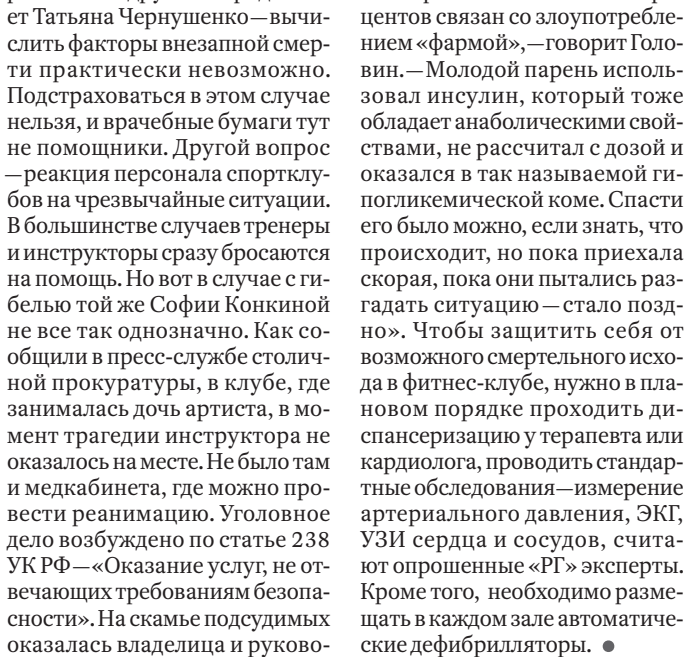 ет Татьяна Чернушенко—вычи-
слить факторы внезапной смер-
ти практически невозможно.
Подстраховаться в этом случае
нельзя, и врачебные бумаги тут
не помощники. Другой вопрос
—реакция персонала спортклу-
бов на чрезвычайные ситуации.
В большинстве случаев тренеры
и инструкторы сразу бросаются
на помощь. Но вот в случае с ги-
белью той же Софии Конкиной
не все так однозначно. Как со-
общили в пресс-службе столич-
ной прокуратуры, в клубе, где
занималась дочь артиста, в мо-
мент трагедии инструктора не
оказалось на месте. Не было там
и медкабинета, где можно про-
вести реанимацию. Уголовное
дело возбуждено по статье 238
УК РФ—«Оказание услуг, не от-
вечающих требованиям безопа-
сности». На скамье подсудимых
оказалась владелица и руково-
центов связан со злоупотребле-
нием «фармой»,—говорит Голо-
вин.—Молодой парень исполь-
зовал инсулин, который тоже
обладает анаболическими свой-
ствами, не рассчитал с дозой и
оказался в так называемой ги-
погликемической коме. Спасти
его было можно, если знать, что
происходит, но пока приехала
скорая, пока они пытались раз-
гадать ситуацию—стало позд-
но». Чтобы защитить себя от
возможного смертельного исхо-
да в фитнес-клубе, нужно в пла-
новом порядке проходить ди-
спансеризацию у терапевта или
кардиолога, проводить стандар-
тные обследования—измерение
артериального давления, ЭКГ,
УЗИ сердца и сосудов, счита-
ют опрошенные «РГ» эксперты.
Кроме того, необходимо разме-
щать в каждом зале автоматиче-
ские дефибрилляторы. ●